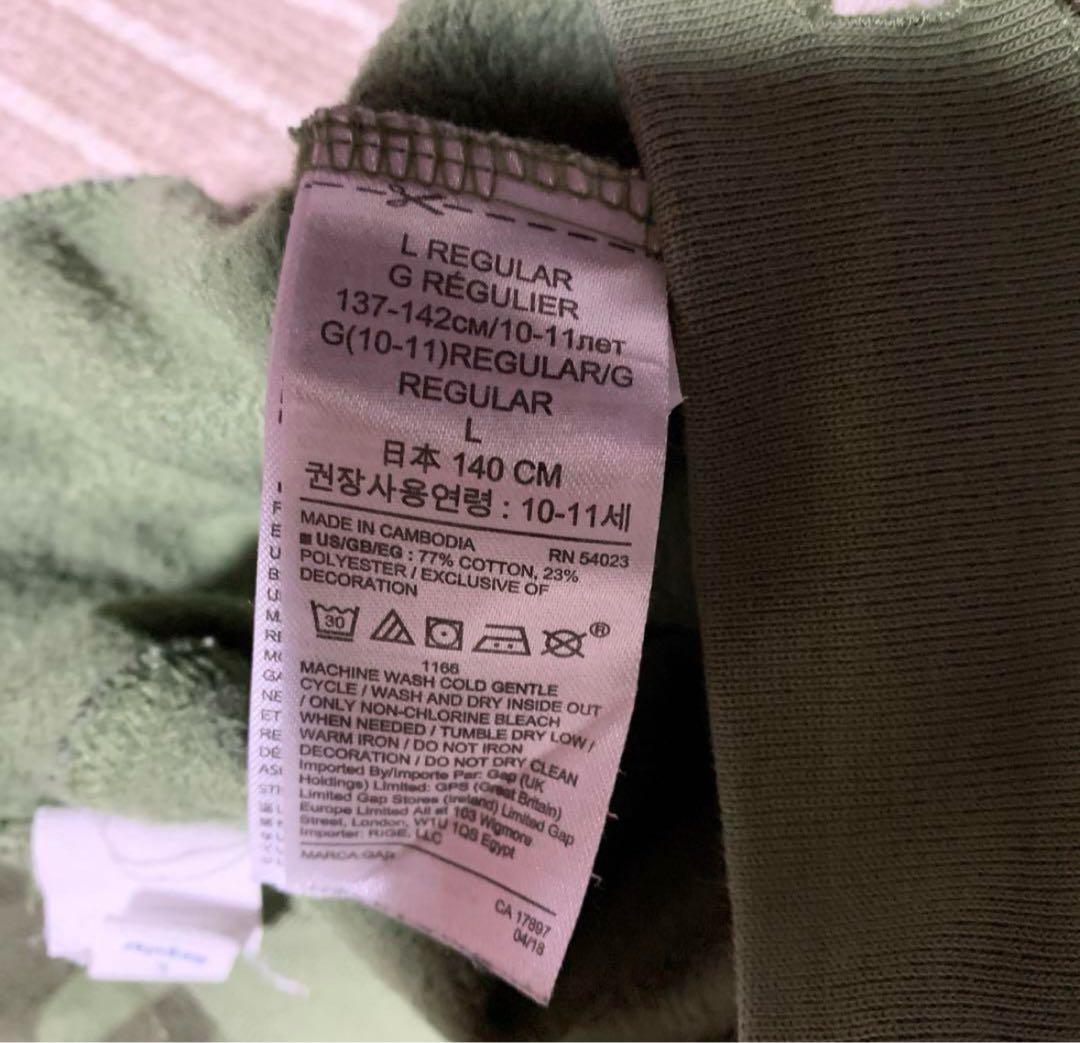 L REGULAR
G RÉGULIER
137-142см/10-11лет
G(10-11)REGULAR/G
REGULAR
L
日本 140 CM
권장사용연령 : 10-11세
MADE IN CAMBODIA
RN 54023
US/GB/EG : 77% COTTON, 23%
POLYESTER / EXCLUSIVE OF
DECORATION
30
®
1166
MACHINE WASH COLD GENTLE
CYCLE / WASH AND DRY INSIDE OUT
/ ONLY NON-CHLORINE BLEACH
WHEN NEEDED / TUMBLE DRY LOW /
WARM IRON / DO NOT IRON
DECORATION / DO NOT DRY CLEAN
Imported By/Importe Par: Gap (UK
Holdings) Limited: GPS (Great Britain)
Limited Gap Stores (Ireland) Limited Gap
Europe Limited All at 103 Wigmore
Street, London, W1U 1QS Egypt
Importer: RIGE, LLC
MARCA:GAP
CA 17897
04/18